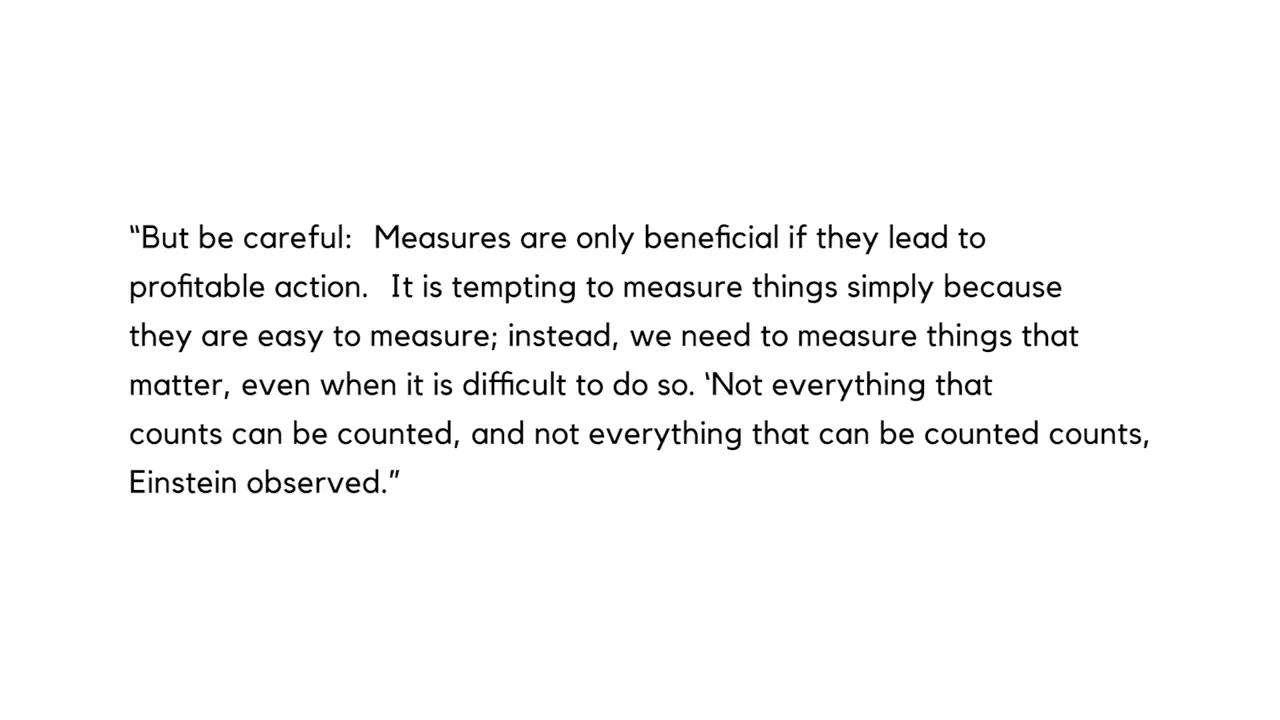 “But be careful:  Measures are only beneficial if they lead to
profitable action.  It is tempting to measure things simply because
they are easy to measure; instead, we need to measure things that
matter, even when it is difficult to do so. ‘Not everything that
counts can be counted, and not everything that can be counted counts,
Einstein observed.”